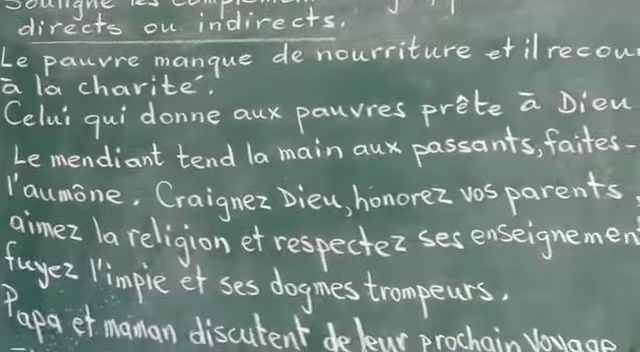 Souligne les
directs ou indirects.
Le pauvre manque de nourriture et il recou
à la charité.
Celui qui donne aux pauvres prête à Dieu
Le mendiant tend la main aux passants, faites-
l'aumône. Craignez Dieu, honorez vos parents,
aimez la religion et respectez ses enseignemen
fuyez l'impie et ses dogmes trompeurs.
Papa et maman discutent de leur prochain voyage